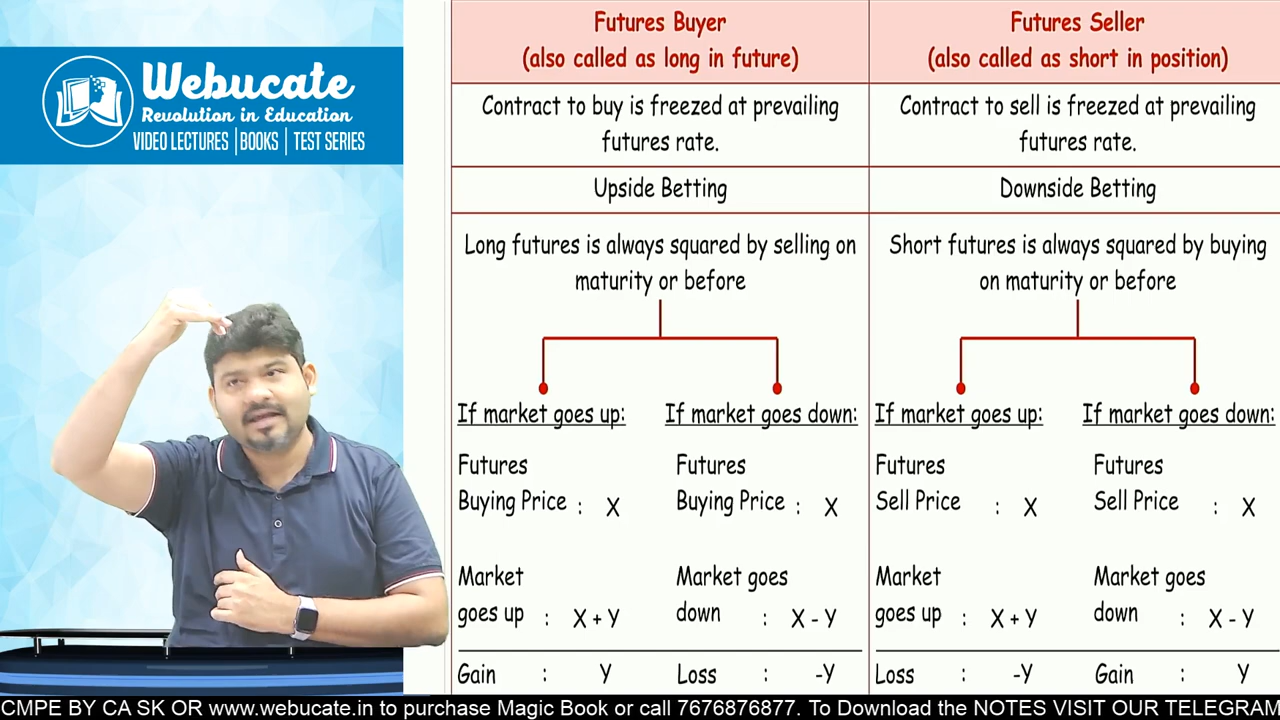 Webucate
Revolution in Education
VIDEO LECTURES | BOOKS | TEST SERIES
Futures Buyer
(also called as long in future)
Futures Seller
(also called as short in position)
Contract to buy is freezed at prevailing
futures rate.
Contract to sell is freezed at prevailing
futures rate.
Upside Betting
Downside Betting
Long futures is always squared by selling on
maturity or before
Short futures is always squared by buying
on maturity or before
If market goes up:
Futures
Buying Price : X
Market
goes up : X + Y
Gain : Y
If market goes down:
Futures
Buying Price : X
Market goes
down : X - Y
Loss : -Y
If market goes up:
Futures
Sell Price : X
Market
goes up : X + Y
Loss : -Y
If market goes down:
Futures
Sell Price : X
Market goes
down : X - Y
Gain : Y
CMPE BY CA SK OR www.webucate.in to purchase Magic Book or call 7676876877. To Download the NOTES VISIT OUR TELEGRAM